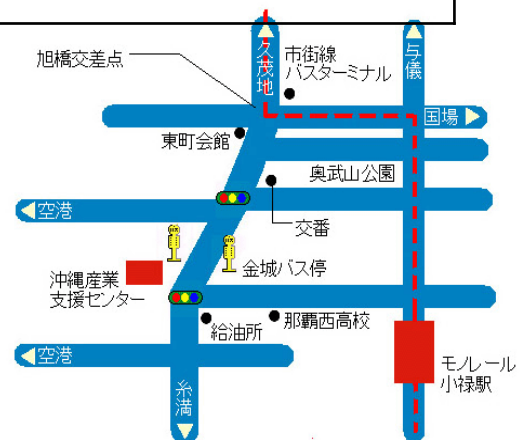 久茂地
与儀
旭橋交差点
市街線
バスターミナル
国場
東町会館
奥武山公園
空港
交番
金城バス停
沖縄産業
支援センター
給油所
那覇西高校
空港
モノレール
小禄駅
糸満